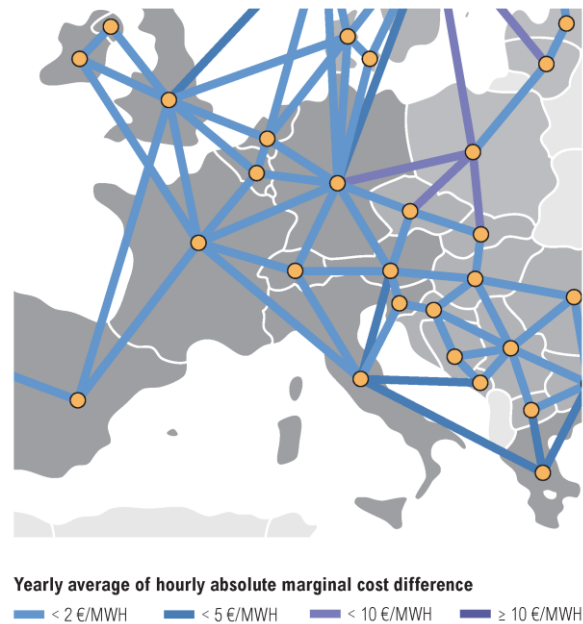 Yearly average of hourly absolute marginal cost difference
< 2 €/MWH < 5 €/MWH < 10 €/MWH ≥ 10 €/MWH